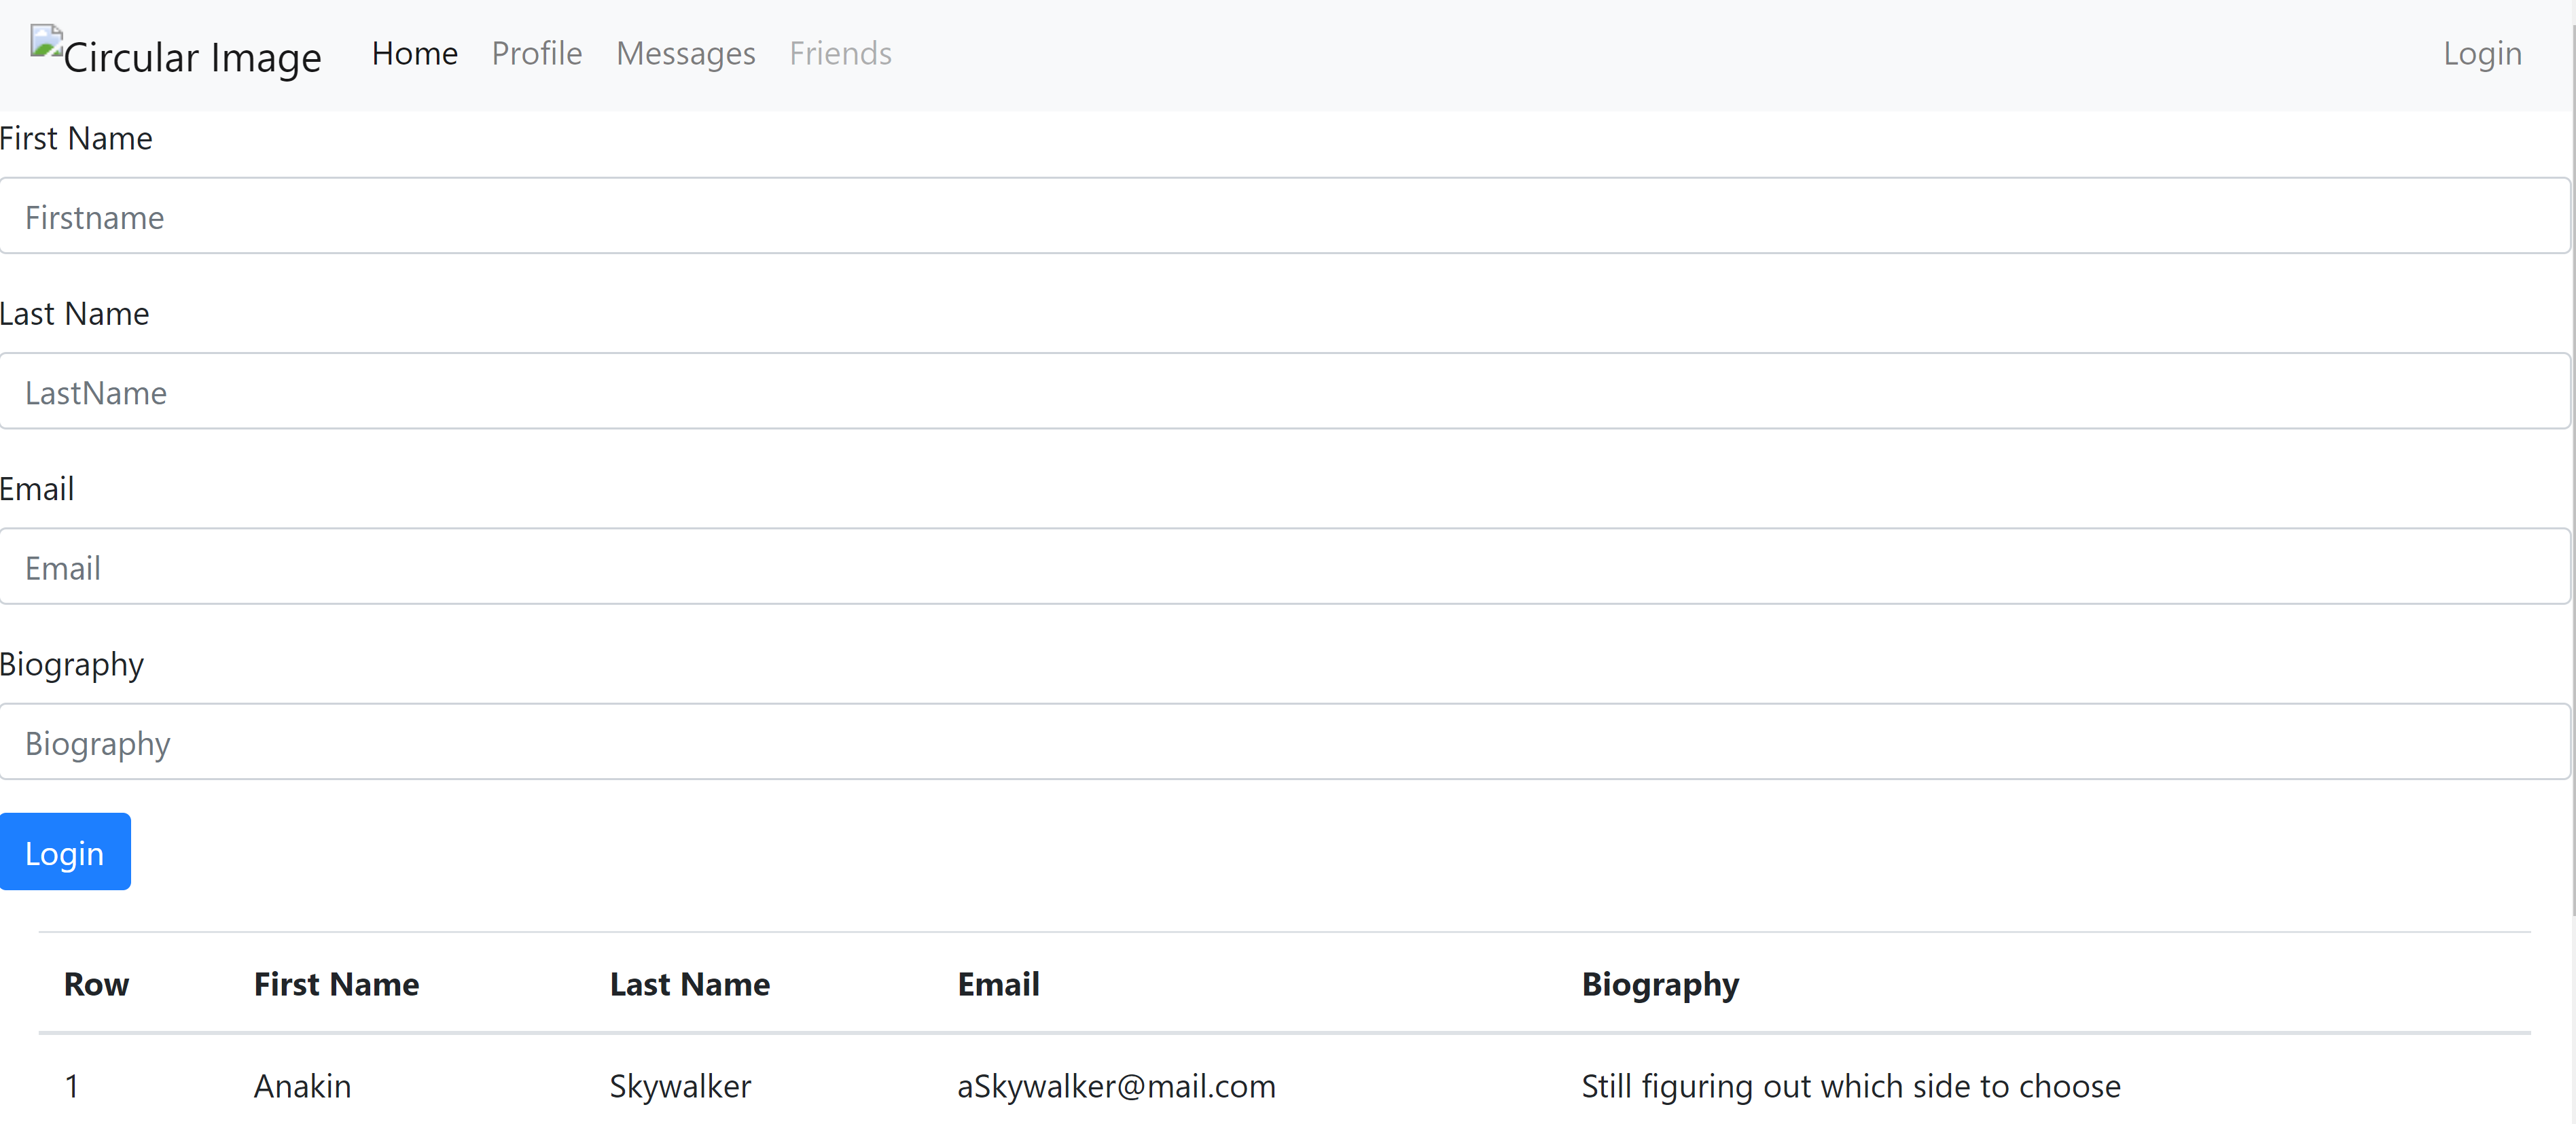 Circular Image Home Profile Messages Friends Login
First Name
Firstname
Last Name
LastName
Email
Email
Biography
Biography
Login
Row First Name Last Name Email Biography
1 Anakin Skywalker aSkywalker@mail.com Still figuring out which side to choose